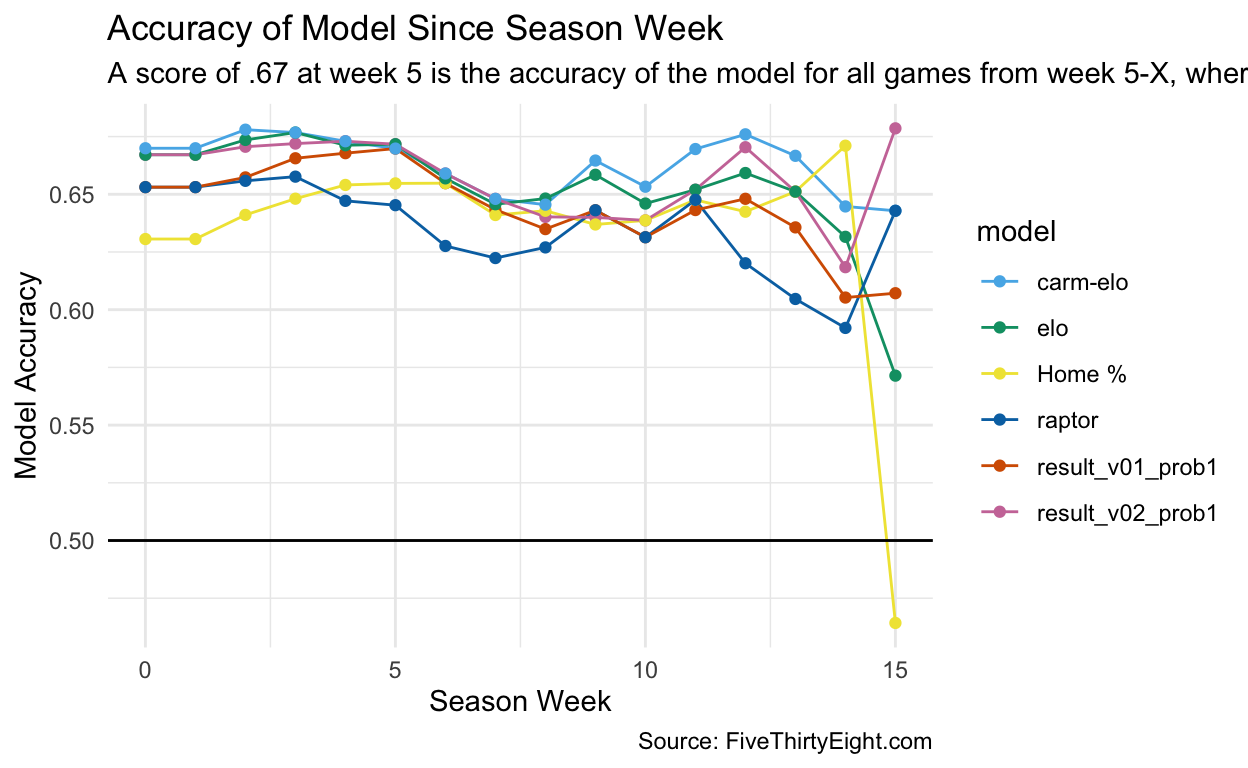 Accuracy of Model Since Season Week
A score of .67 at week 5 is the accuracy of the model for all games from week 5-X, wher
Model Accuracy
0.65
0.60
0.55
0.50
0
5
10
15
Season Week
model
carm-elo
elo
Home %
raptor
result_v01_prob1
result_v02_prob1
Source: FiveThirtyEight.com